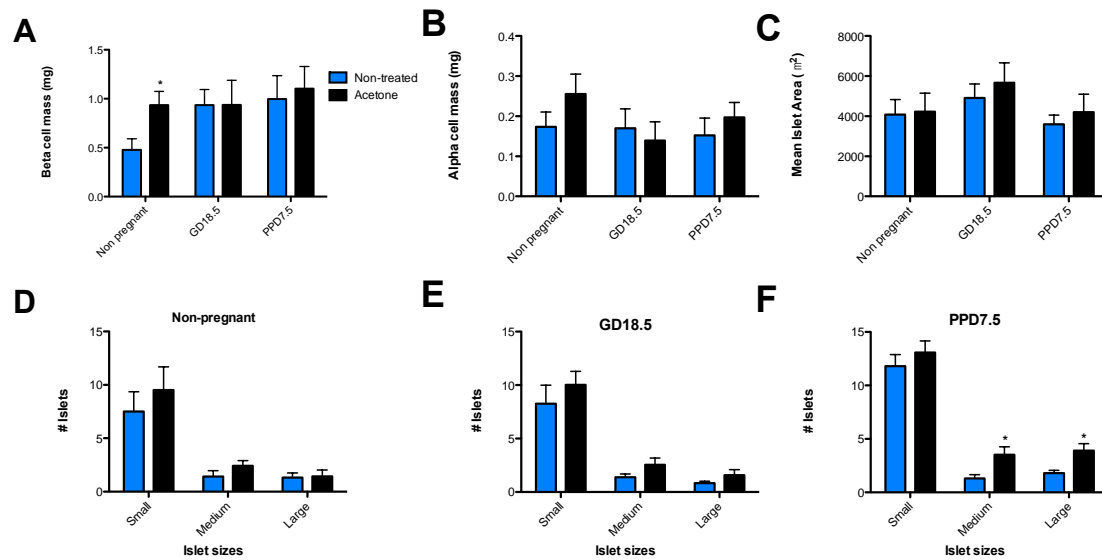 A
Beta cell mass (mg)
1.5
1.0
0.5
0.0
*
Non pregnant
GD18.5
PPD7.5
Non-treated
Acetone
B
Alpha cell mass (mg)
0.4
0.3
0.2
0.1
0.0
Non pregnant
GD18.5
PPD7.5
C
Mean Islet Area ( ㎡)
8000
6000
4000
2000
0
Non pregnant
GD18.5
PPD7.5
D
Non-pregnant
# Islets
15
10
5
0
Small
Medium
Large
Islet sizes
E
GD18.5
# Islets
15
10
5
0
Small
Medium
Large
Islet sizes
F
PPD7.5
# Islets
15
10
5
0
*
*
Small
Medium
Large
Islet sizes